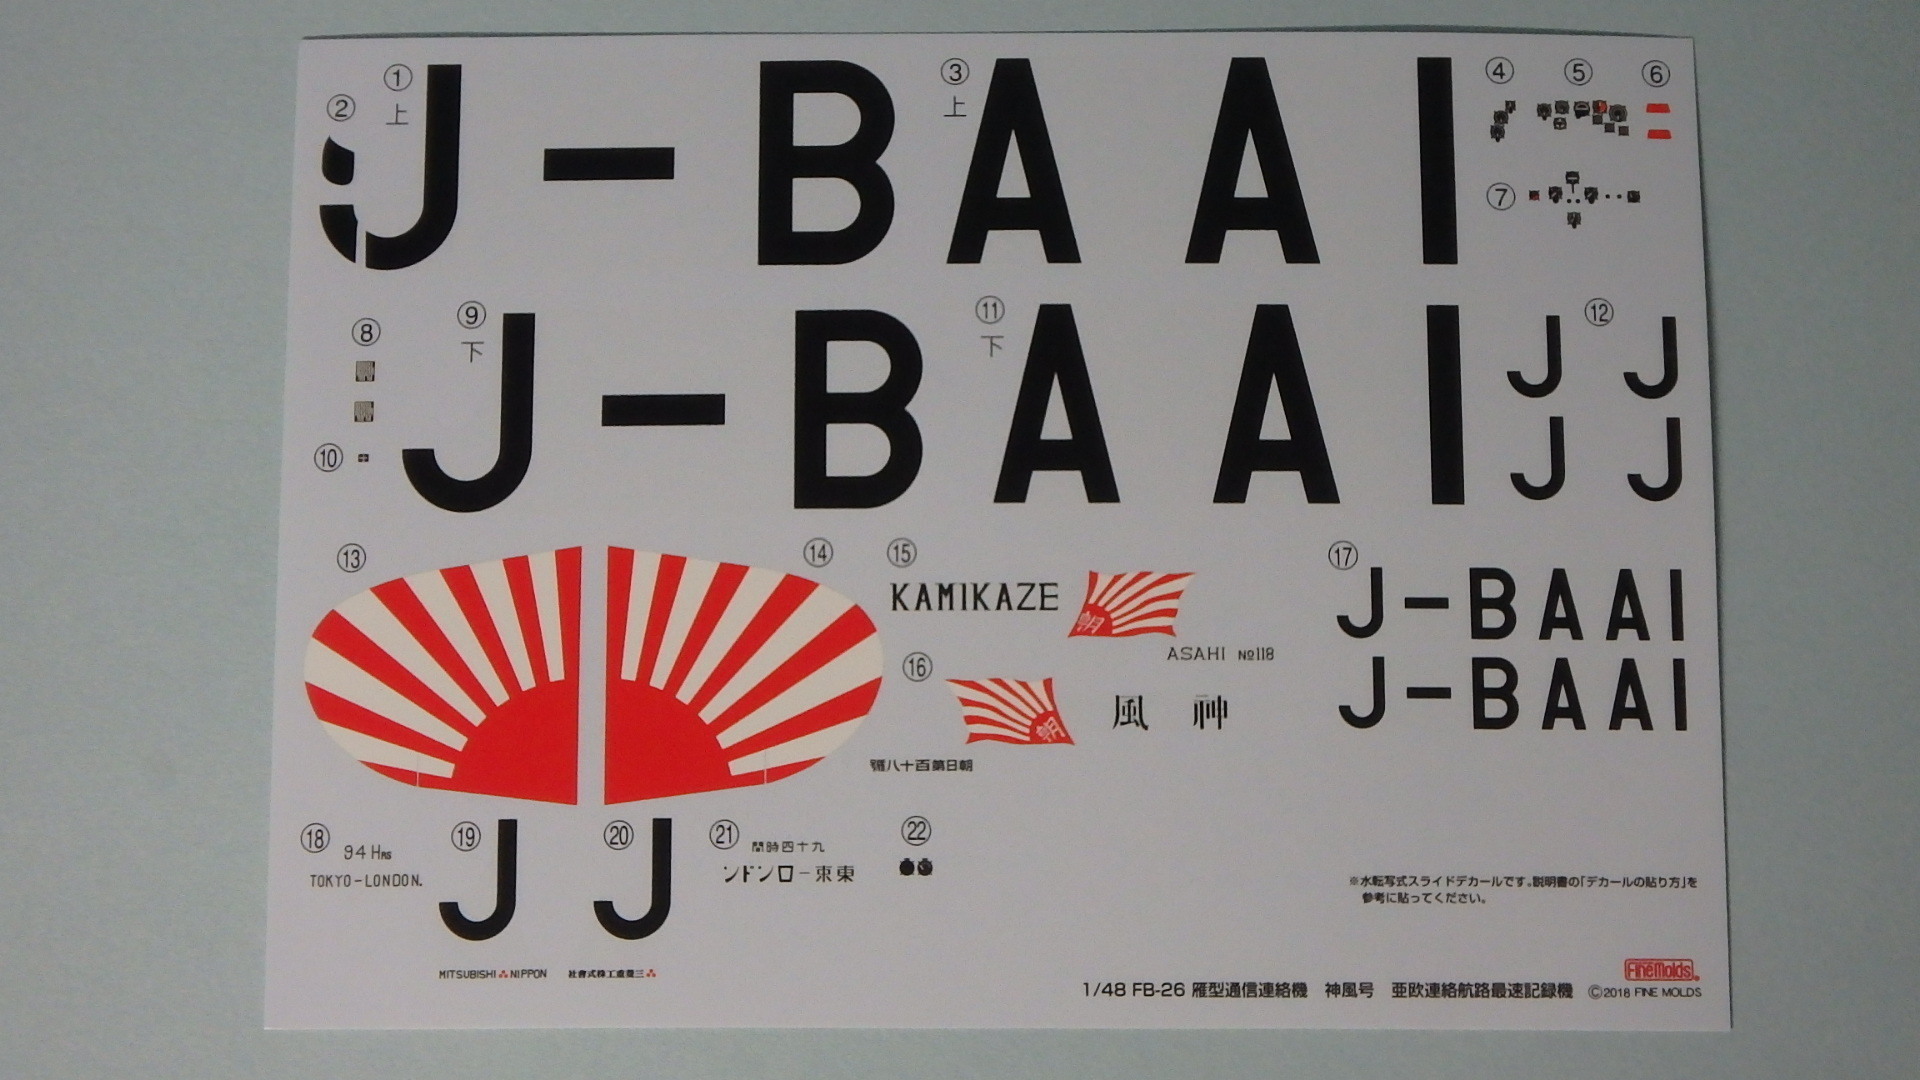 ① ② ③ ④ ⑤ ⑥
上 上
J-BAAI
⑦
⑧ ⑨ ⑪ ⑫
下 下
J-BAAI
J J
J J
⑩
⑬ ⑭ ⑮ ⑰
KAMIKAZE
朝
ASAHI №118
J-BAAI
J-BAAI
⑯
朝
風 神
號八十百第日朝
⑱ ⑲ ⑳ ㉑ ㉒
94 HRS
TOKYO-LONDON.
J J
間時四十九
ンドンロ-京東
MITSUBISHI NIPPON
社會式株工重菱三
※水転写式スライドデカールです。説明書の「デカールの貼り方」を
参考に貼ってください。
FineMolds
1/48 FB-26 雁型通信連絡機 神風号 亜欧連絡航路最速記録機 ©2018 FINE MOLDS